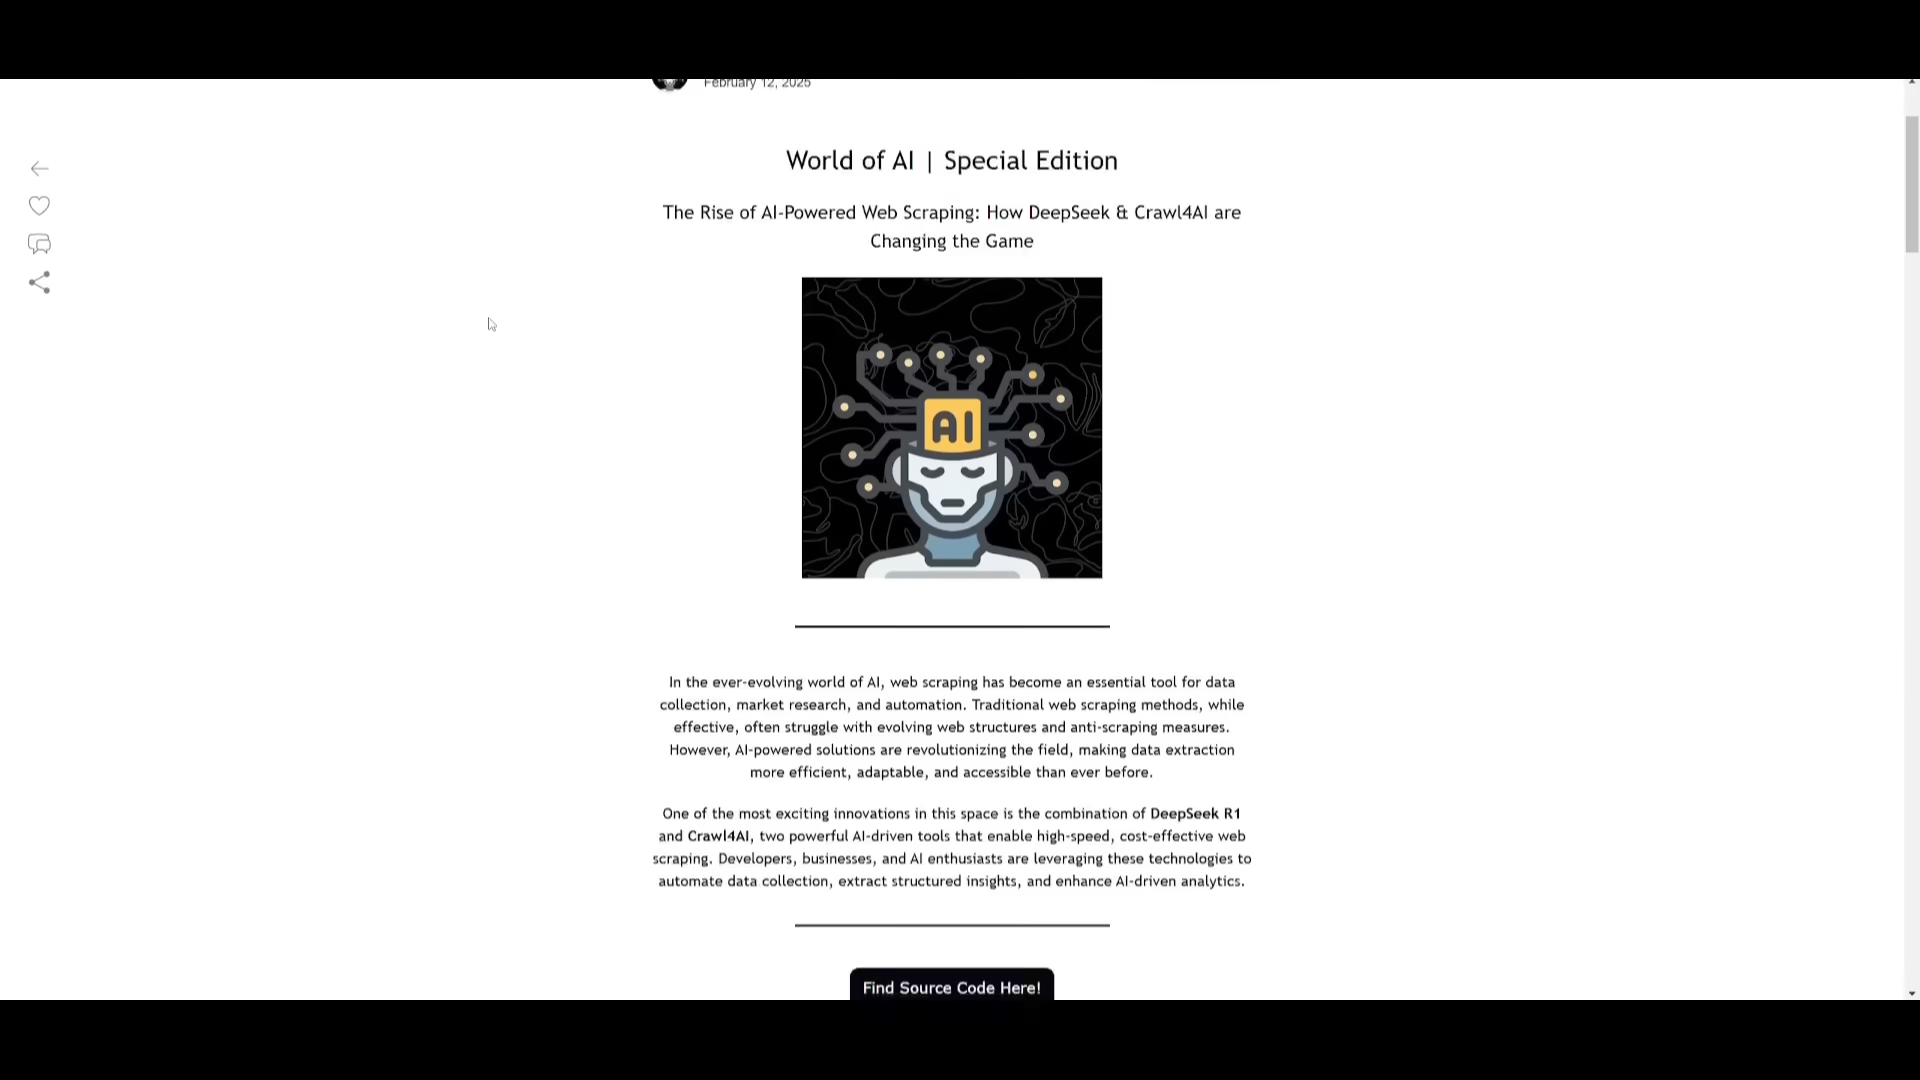 February 12, 2025
World of AI | Special Edition
The Rise of AI-Powered Web Scraping: How DeepSeek & Crawl4AI are
Changing the Game
AI
In the ever-evolving world of AI, web scraping has become an essential tool for data
collection, market research, and automation. Traditional web scraping methods, while
effective, often struggle with evolving web structures and anti-scraping measures.
However, AI-powered solutions are revolutionizing the field, making data extraction
more efficient, adaptable, and accessible than ever before.
One of the most exciting innovations in this space is the combination of DeepSeek R1
and Crawl4AI, two powerful AI-driven tools that enable high-speed, cost-effective web
scraping. Developers, businesses, and AI enthusiasts are leveraging these technologies to
automate data collection, extract structured insights, and enhance AI-driven analytics.
Find Source Code Here!